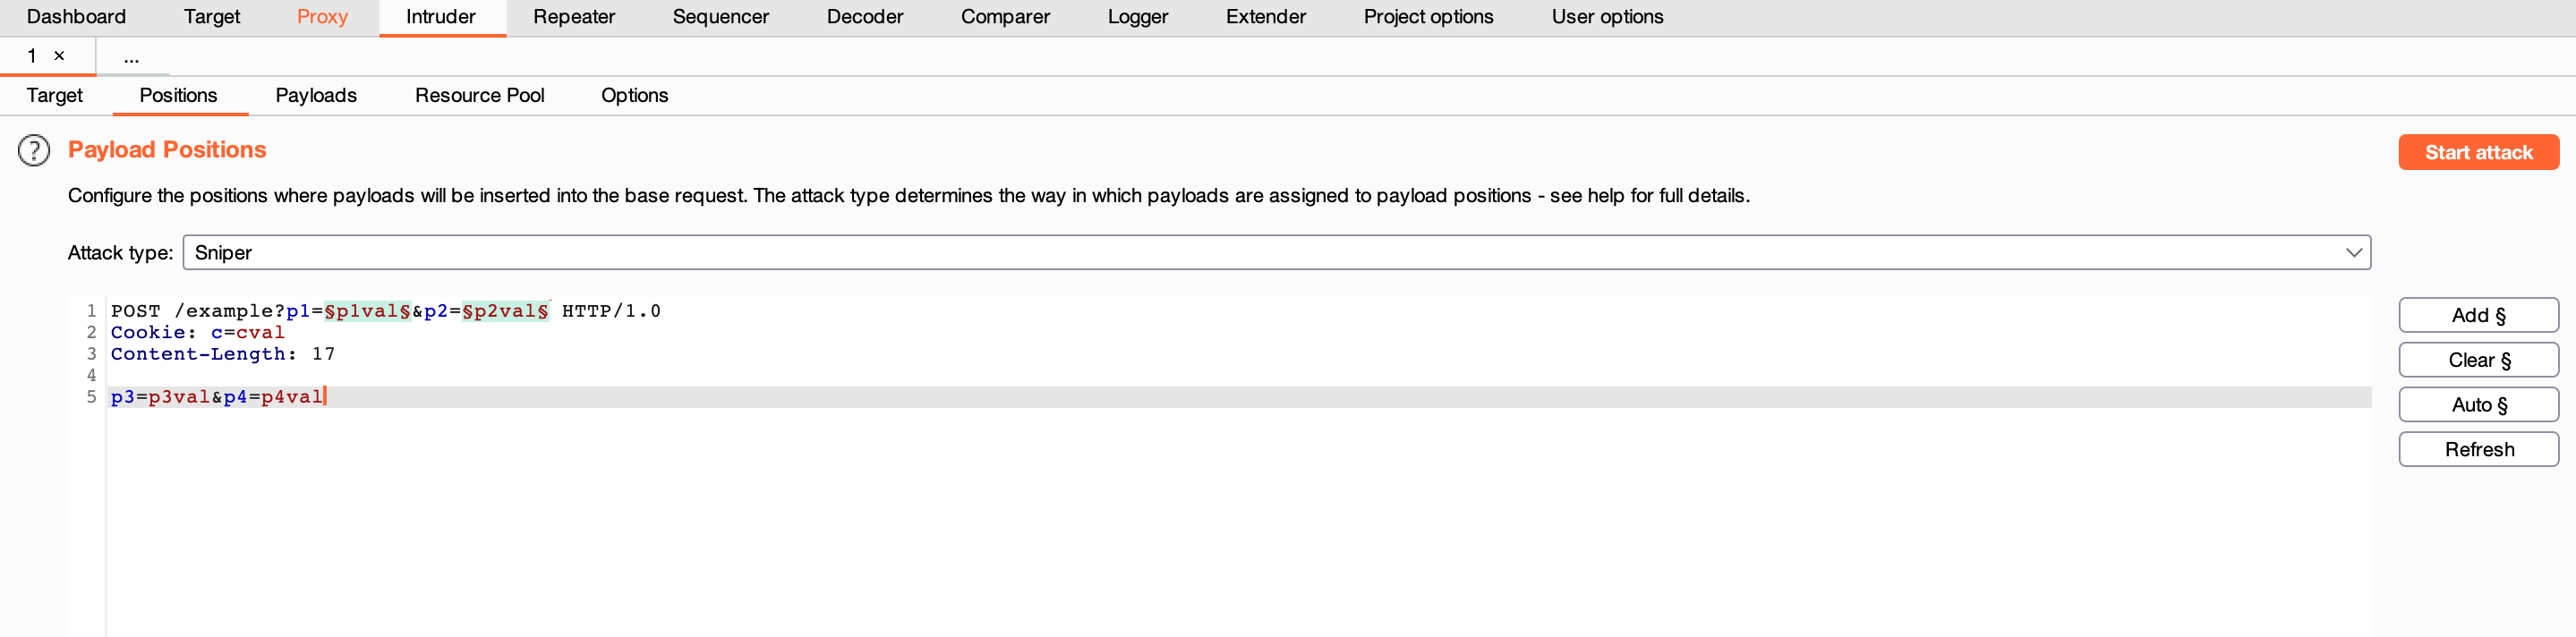 Dashboard Target Proxy Intruder Repeater Sequencer Decoder Comparer Logger Extender Project options User options
1 × ...
Target Positions Payloads Resource Pool Options
? Payload Positions
Start attack
Configure the positions where payloads will be inserted into the base request. The attack type determines the way in which payloads are assigned to payload positions - see help for full details.
Attack type: Sniper
1 POST /example?p1=§p1val§&p2=§p2val§ HTTP/1.0
2 Cookie: c=cval
3 Content-Length: 17
4
5 p3=p3val&p4=p4val
Add §
Clear §
Auto §
Refresh